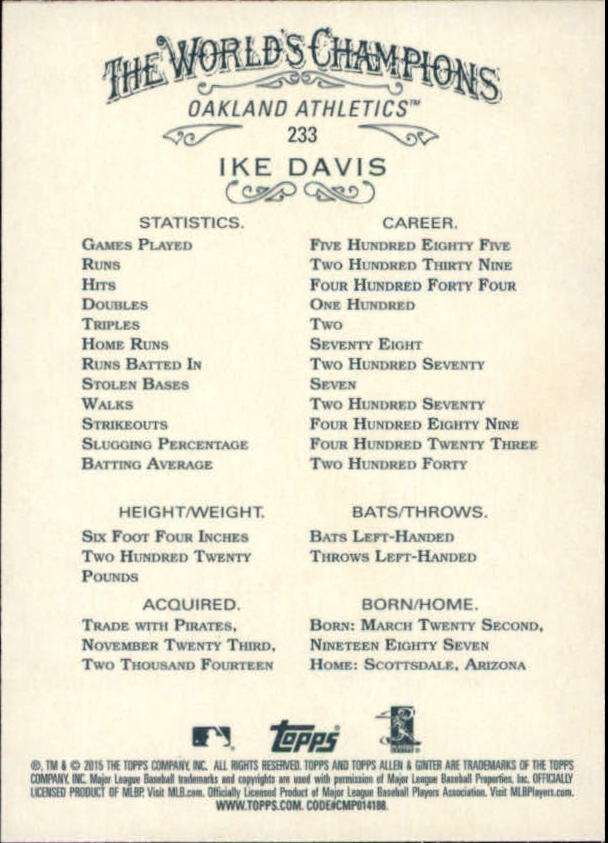 THE WORLD'S CHAMPIONS
OAKLAND ATHLETICS™
233
IKE DAVIS
STATISTICS. CAREER.
GAMES PLAYED FIVE HUNDRED EIGHTY FIVE
RUNS TWO HUNDRED THIRTY NINE
HITS FOUR HUNDRED FORTY FOUR
DOUBLES ONE HUNDRED
TRIPLES TWO
HOME RUNS SEVENTY EIGHT
RUNS BATTED IN TWO HUNDRED SEVENTY
STOLEN BASES SEVEN
WALKS TWO HUNDRED SEVENTY
STRIKEOUTS FOUR HUNDRED EIGHTY NINE
SLUGGING PERCENTAGE FOUR HUNDRED TWENTY THREE
BATTING AVERAGE TWO HUNDRED FORTY
HEIGHT/WEIGHT. BATS/THROWS.
SIX FOOT FOUR INCHES BATS LEFT-HANDED
TWO HUNDRED TWENTY THROWS LEFT-HANDED
POUNDS
ACQUIRED. BORN/HOME.
TRADE WITH PIRATES, BORN: MARCH TWENTY SECOND,
NOVEMBER TWENTY THIRD, NINETEEN EIGHTY SEVEN
TWO THOUSAND FOURTEEN HOME: SCOTTSDALE, ARIZONA
Topps
®, TM & © 2015 THE TOPPS COMPANY, INC. ALL RIGHTS RESERVED. TOPPS AND TOPPS ALLEN & GINTER ARE TRADEMARKS OF THE TOPPS
COMPANY, INC. Major League Baseball trademarks and copyrights are used with permission of Major League Baseball Properties, Inc. OFFICIALLY
LICENSED PRODUCT OF MLBP. Visit MLB.com. Officially Licensed Product of Major League Baseball Players Association. Visit MLBPlayers.com.
WWW.TOPPS.COM. CODE#CMP014188.